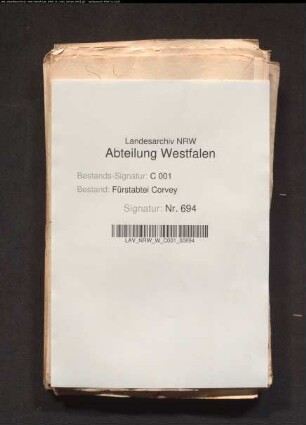 Landesarchiv NRW
Abteilung Westfalen
Bestands-Signatur: C 001
Bestand: Fürstabtei Corvey
Signatur: Nr. 694
LAV_NRW_W_C001_00694